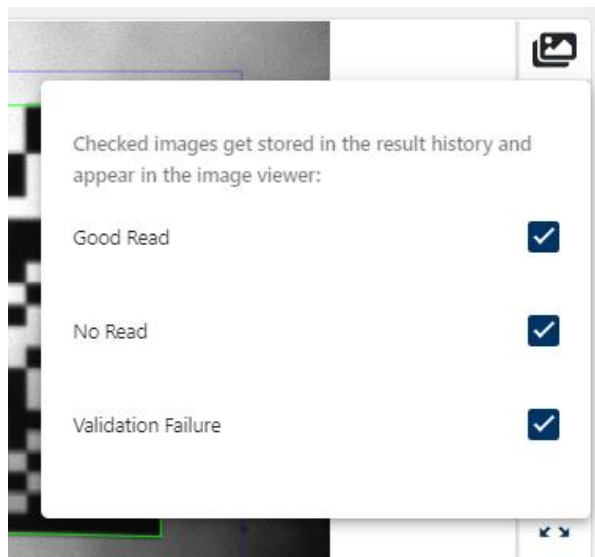 Checked images get stored in the result history and
appear in the image viewer:
Good Read
No Read
Validation Failure